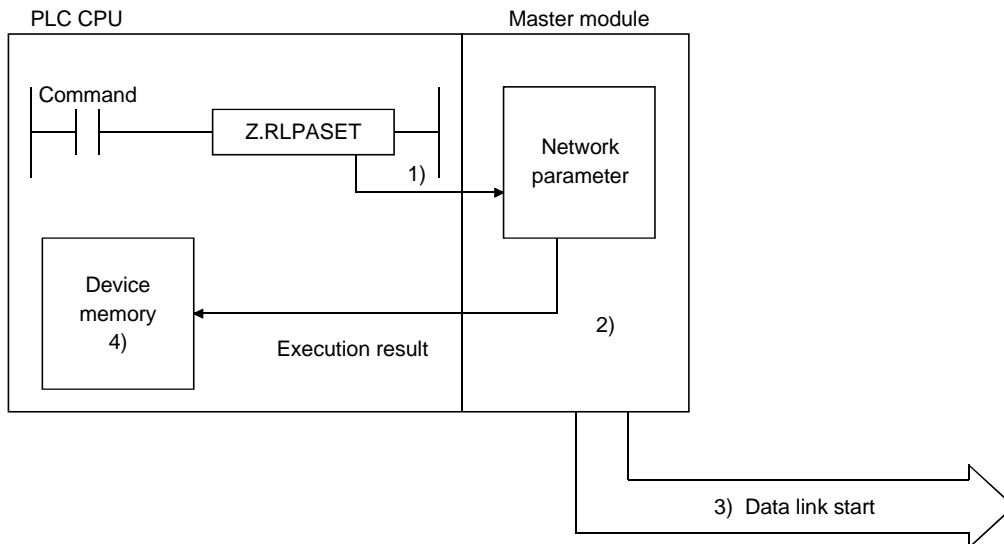 PLC CPU
Master module
Command
Z.RLPASET
1)
Network
parameter
Device
memory
4)
2)
Execution result
3) Data link start